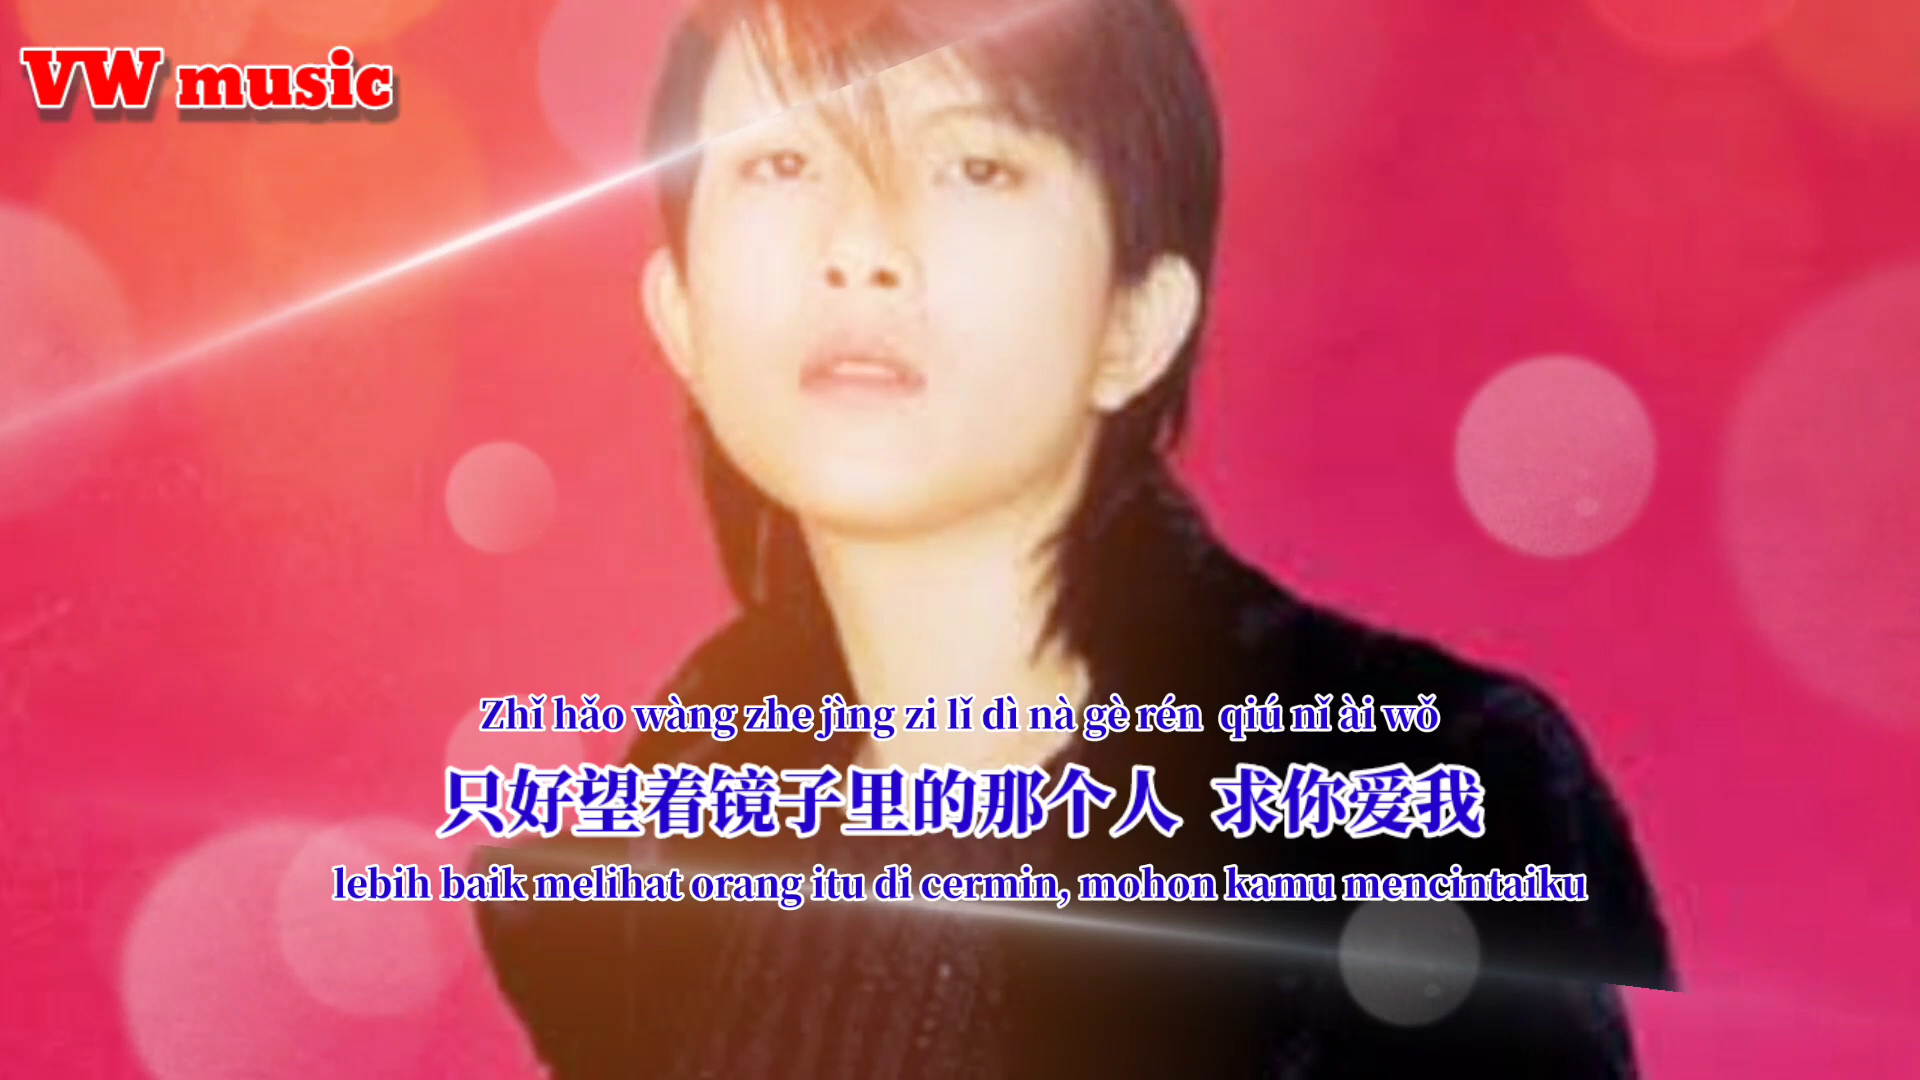 VW music
Zhǐ hǎo wàng zhe jìng zi lǐ dì nà gè rén qiú nǐ ài wǒ
只好望着镜子里的那个人 求你爱我
lebih baik melihat orang itu di cermin, mohon kamu mencintaiku